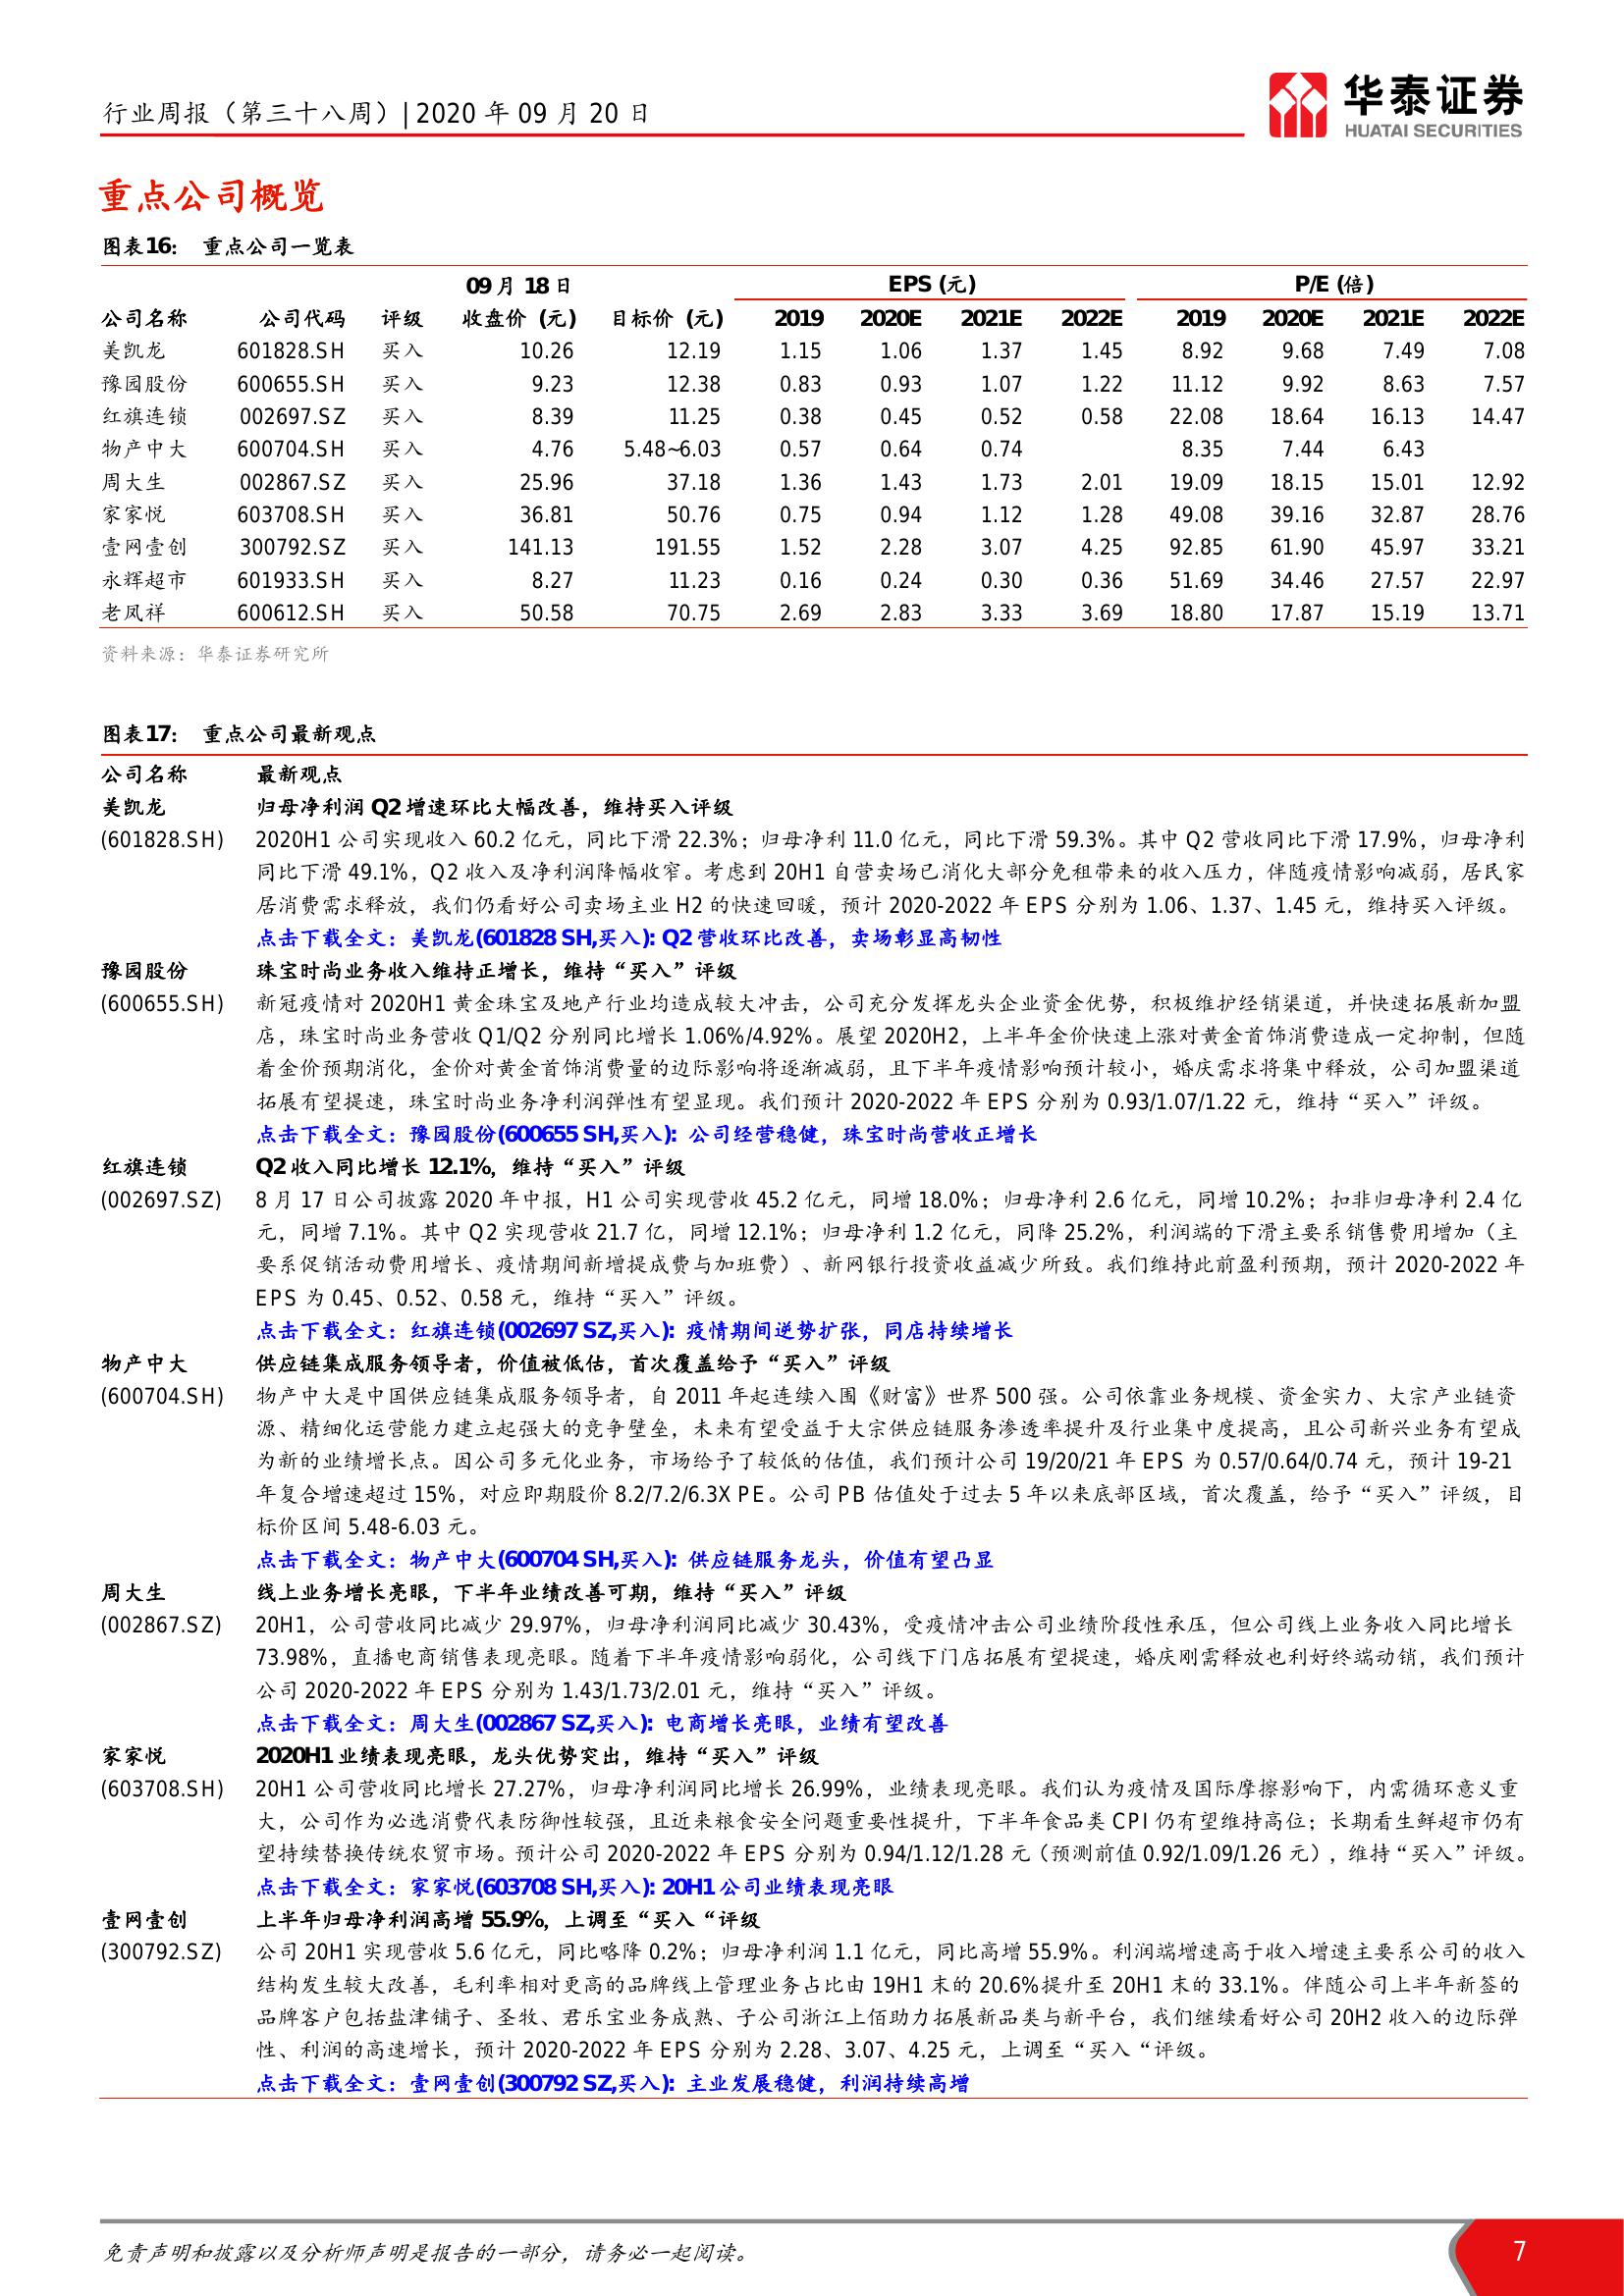 行业周报（第三十八周）| 2020 年 09 月 20 日
华泰证券
HUATAI SECURITIES
重点公司概览
图表16： 重点公司一览表
09 月 18 日 EPS (元) P/E (倍)
公司名称 公司代码 评级 收盘价 (元) 目标价 (元) 2019 2020E 2021E 2022E 2019 2020E 2021E 2022E
美凯龙 601828.SH 买入 10.26 12.19 1.15 1.06 1.37 1.45 8.92 9.68 7.49 7.08
豫园股份 600655.SH 买入 9.23 12.38 0.83 0.93 1.07 1.22 11.12 9.92 8.63 7.57
红旗连锁 002697.SZ 买入 8.39 11.25 0.38 0.45 0.52 0.58 22.08 18.64 16.13 14.47
物产中大 600704.SH 买入 4.76 5.48~6.03 0.57 0.64 0.74 8.35 7.44 6.43
周大生 002867.SZ 买入 25.96 37.18 1.36 1.43 1.73 2.01 19.09 18.15 15.01 12.92
家家悦 603708.SH 买入 36.81 50.76 0.75 0.94 1.12 1.28 49.08 39.16 32.87 28.76
壹网壹创 300792.SZ 买入 141.13 191.55 1.52 2.28 3.07 4.25 92.85 61.90 45.97 33.21
永辉超市 601933.SH 买入 8.27 11.23 0.16 0.24 0.30 0.36 51.69 34.46 27.57 22.97
老凤祥 600612.SH 买入 50.58 70.75 2.69 2.83 3.33 3.69 18.80 17.87 15.19 13.71
资料来源：华泰证券研究所
图表17： 重点公司最新观点
公司名称 最新观点
美凯龙 归母净利润 Q2 增速环比大幅改善，维持买入评级
(601828.SH) 2020H1 公司实现收入 60.2 亿元，同比下滑 22.3%；归母净利 11.0 亿元，同比下滑 59.3%。其中 Q2 营收同比下滑 17.9%，归母净利
同比下滑 49.1%，Q2 收入及净利润降幅收窄。考虑到 20H1 自营卖场已消化大部分免租带来的收入压力，伴随疫情影响减弱，居民家
居消费需求释放，我们仍看好公司卖场主业 H2 的快速回暖，预计 2020-2022 年 EPS 分别为 1.06、1.37、1.45 元，维持买入评级。
点击下载全文：美凯龙(601828 SH,买入): Q2 营收环比改善，卖场彰显高韧性
豫园股份 珠宝时尚业务收入维持正增长，维持“买入”评级
(600655.SH) 新冠疫情对 2020H1 黄金珠宝及地产行业均造成较大冲击，公司充分发挥龙头企业资金优势，积极维护经销渠道，并快速拓展新加盟
店，珠宝时尚业务营收 Q1/Q2 分别同比增长 1.06%/4.92%。展望 2020H2，上半年金价快速上涨对黄金首饰消费造成一定抑制，但随
着金价预期消化，金价对黄金首饰消费量的边际影响将逐渐减弱，且下半年疫情影响预计较小，婚庆需求将集中释放，公司加盟渠道
拓展有望提速，珠宝时尚业务净利润弹性有望显现。我们预计 2020-2022 年 EPS 分别为 0.93/1.07/1.22 元，维持“买入”评级。
点击下载全文：豫园股份(600655 SH,买入): 公司经营稳健，珠宝时尚营收正增长
红旗连锁 Q2 收入同比增长 12.1%，维持“买入”评级
(002697.SZ) 8 月 17 日公司披露 2020 年中报，H1 公司实现营收 45.2 亿元，同增 18.0%；归母净利 2.6 亿元，同增 10.2%；扣非归母净利 2.4 亿
元，同增 7.1%。其中 Q2 实现营收 21.7 亿，同增 12.1%；归母净利 1.2 亿元，同降 25.2%，利润端的下滑主要系销售费用增加（主
要系促销活动费用增长、疫情期间新增提成费与加班费）、新网银行投资收益减少所致。我们维持此前盈利预期，预计 2020-2022 年
EPS 为 0.45、0.52、0.58 元，维持“买入”评级。
点击下载全文：红旗连锁(002697 SZ,买入): 疫情期间逆势扩张，同店持续增长
物产中大 供应链集成服务领导者，价值被低估，首次覆盖给予“买入”评级
(600704.SH) 物产中大是中国供应链集成服务领导者，自 2011 年起连续入围《财富》世界 500 强。公司依靠业务规模、资金实力、大宗产业链资
源、精细化运营能力建立起强大的竞争壁垒，未来有望受益于大宗供应链服务渗透率提升及行业集中度提高，且公司新兴业务有望成
为新的业绩增长点。因公司多元化业务，市场给予了较低的估值，我们预计公司 19/20/21 年 EPS 为 0.57/0.64/0.74 元，预计 19-21
年复合增速超过 15%，对应即期股价 8.2/7.2/6.3X PE。公司 PB 估值处于过去 5 年以来底部区域，首次覆盖，给予“买入”评级，目
标价区间 5.48-6.03 元。
点击下载全文：物产中大(600704 SH,买入): 供应链服务龙头，价值有望凸显
周大生 线上业务增长亮眼，下半年业绩改善可期，维持“买入”评级
(002867.SZ) 20H1，公司营收同比减少 29.97%，归母净利润同比减少 30.43%，受疫情冲击公司业绩阶段性承压，但公司线上业务收入同比增长
73.98%，直播电商销售表现亮眼。随着下半年疫情影响弱化，公司线下门店拓展有望提速，婚庆刚需释放也利好终端动销，我们预计
公司 2020-2022 年 EPS 分别为 1.43/1.73/2.01 元，维持“买入”评级。
点击下载全文：周大生(002867 SZ,买入): 电商增长亮眼，业绩有望改善
家家悦 2020H1 业绩表现亮眼，龙头优势突出，维持“买入”评级
(603708.SH) 20H1 公司营收同比增长 27.27%，归母净利润同比增长 26.99%，业绩表现亮眼。我们认为疫情及国际摩擦影响下，内需循环意义重
大，公司作为必选消费代表防御性较强，且近来粮食安全问题重要性提升，下半年食品类 CPI 仍有望维持高位；长期看生鲜超市仍有
望持续替换传统农贸市场。预计公司 2020-2022 年 EPS 分别为 0.94/1.12/1.28 元（预测前值 0.92/1.09/1.26 元），维持“买入”评级。
点击下载全文：家家悦(603708 SH,买入): 20H1 公司业绩表现亮眼
壹网壹创 上半年归母净利润高增 55.9%，上调至“买入“评级
(300792.SZ) 公司 20H1 实现营收 5.6 亿元，同比略降 0.2%；归母净利润 1.1 亿元，同比高增 55.9%。利润端增速高于收入增速主要系公司的收入
结构发生较大改善，毛利率相对更高的品牌线上管理业务占比由 19H1 末的 20.6%提升至 20H1 末的 33.1%。伴随公司上半年新签的
品牌客户包括盐津铺子、圣牧、君乐宝业务成熟、子公司浙江上佰助力拓展新品类与新平台，我们继续看好公司 20H2 收入的边际弹
性、利润的高速增长，预计 2020-2022 年 EPS 分别为 2.28、3.07、4.25 元，上调至“买入“评级。
点击下载全文：壹网壹创(300792 SZ,买入): 主业发展稳健，利润持续高增
免责声明和披露以及分析师声明是报告的一部分，请务必一起阅读。
7